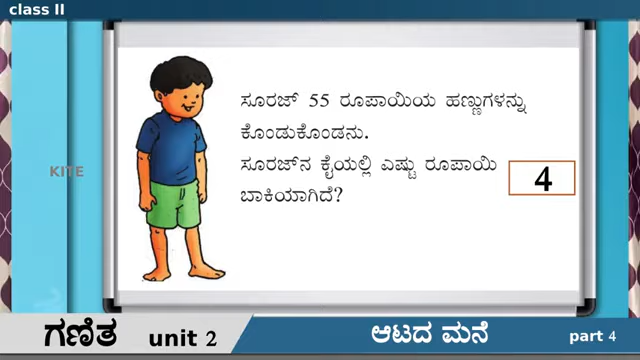 class II
ಸೂರಜ್ 55 ರೂಪಾಯಿಯ ಹಣ್ಣುಗಳನ್ನು
ಕೊಂಡುಕೊಂಡನು.
ಸೂರಜ್‌ನ ಕೈಯಲ್ಲಿ ಎಷ್ಟು ರೂಪಾಯಿ
ಬಾಕಿಯಾಗಿದೆ?
4
KITE
ಗಣಿತ unit 2 ಆಟದ ಮನೆ part 4